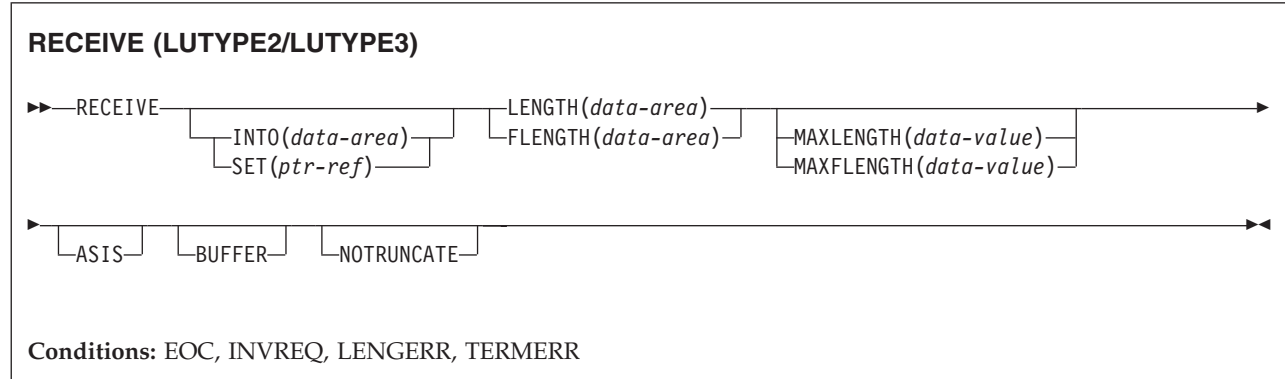 RECEIVE (LUTYPE2/LUTYPE3)
RECEIVE LENGTH(data-area)
INTO(data-area) FLENGTH(data-area) MAXLENGTH(data-value)
SET(ptr-ref) MAXFLENGTH(data-value)
ASIS BUFFER NOTRUNCATE
Conditions: EOC, INVREQ, LENGERR, TERMERR